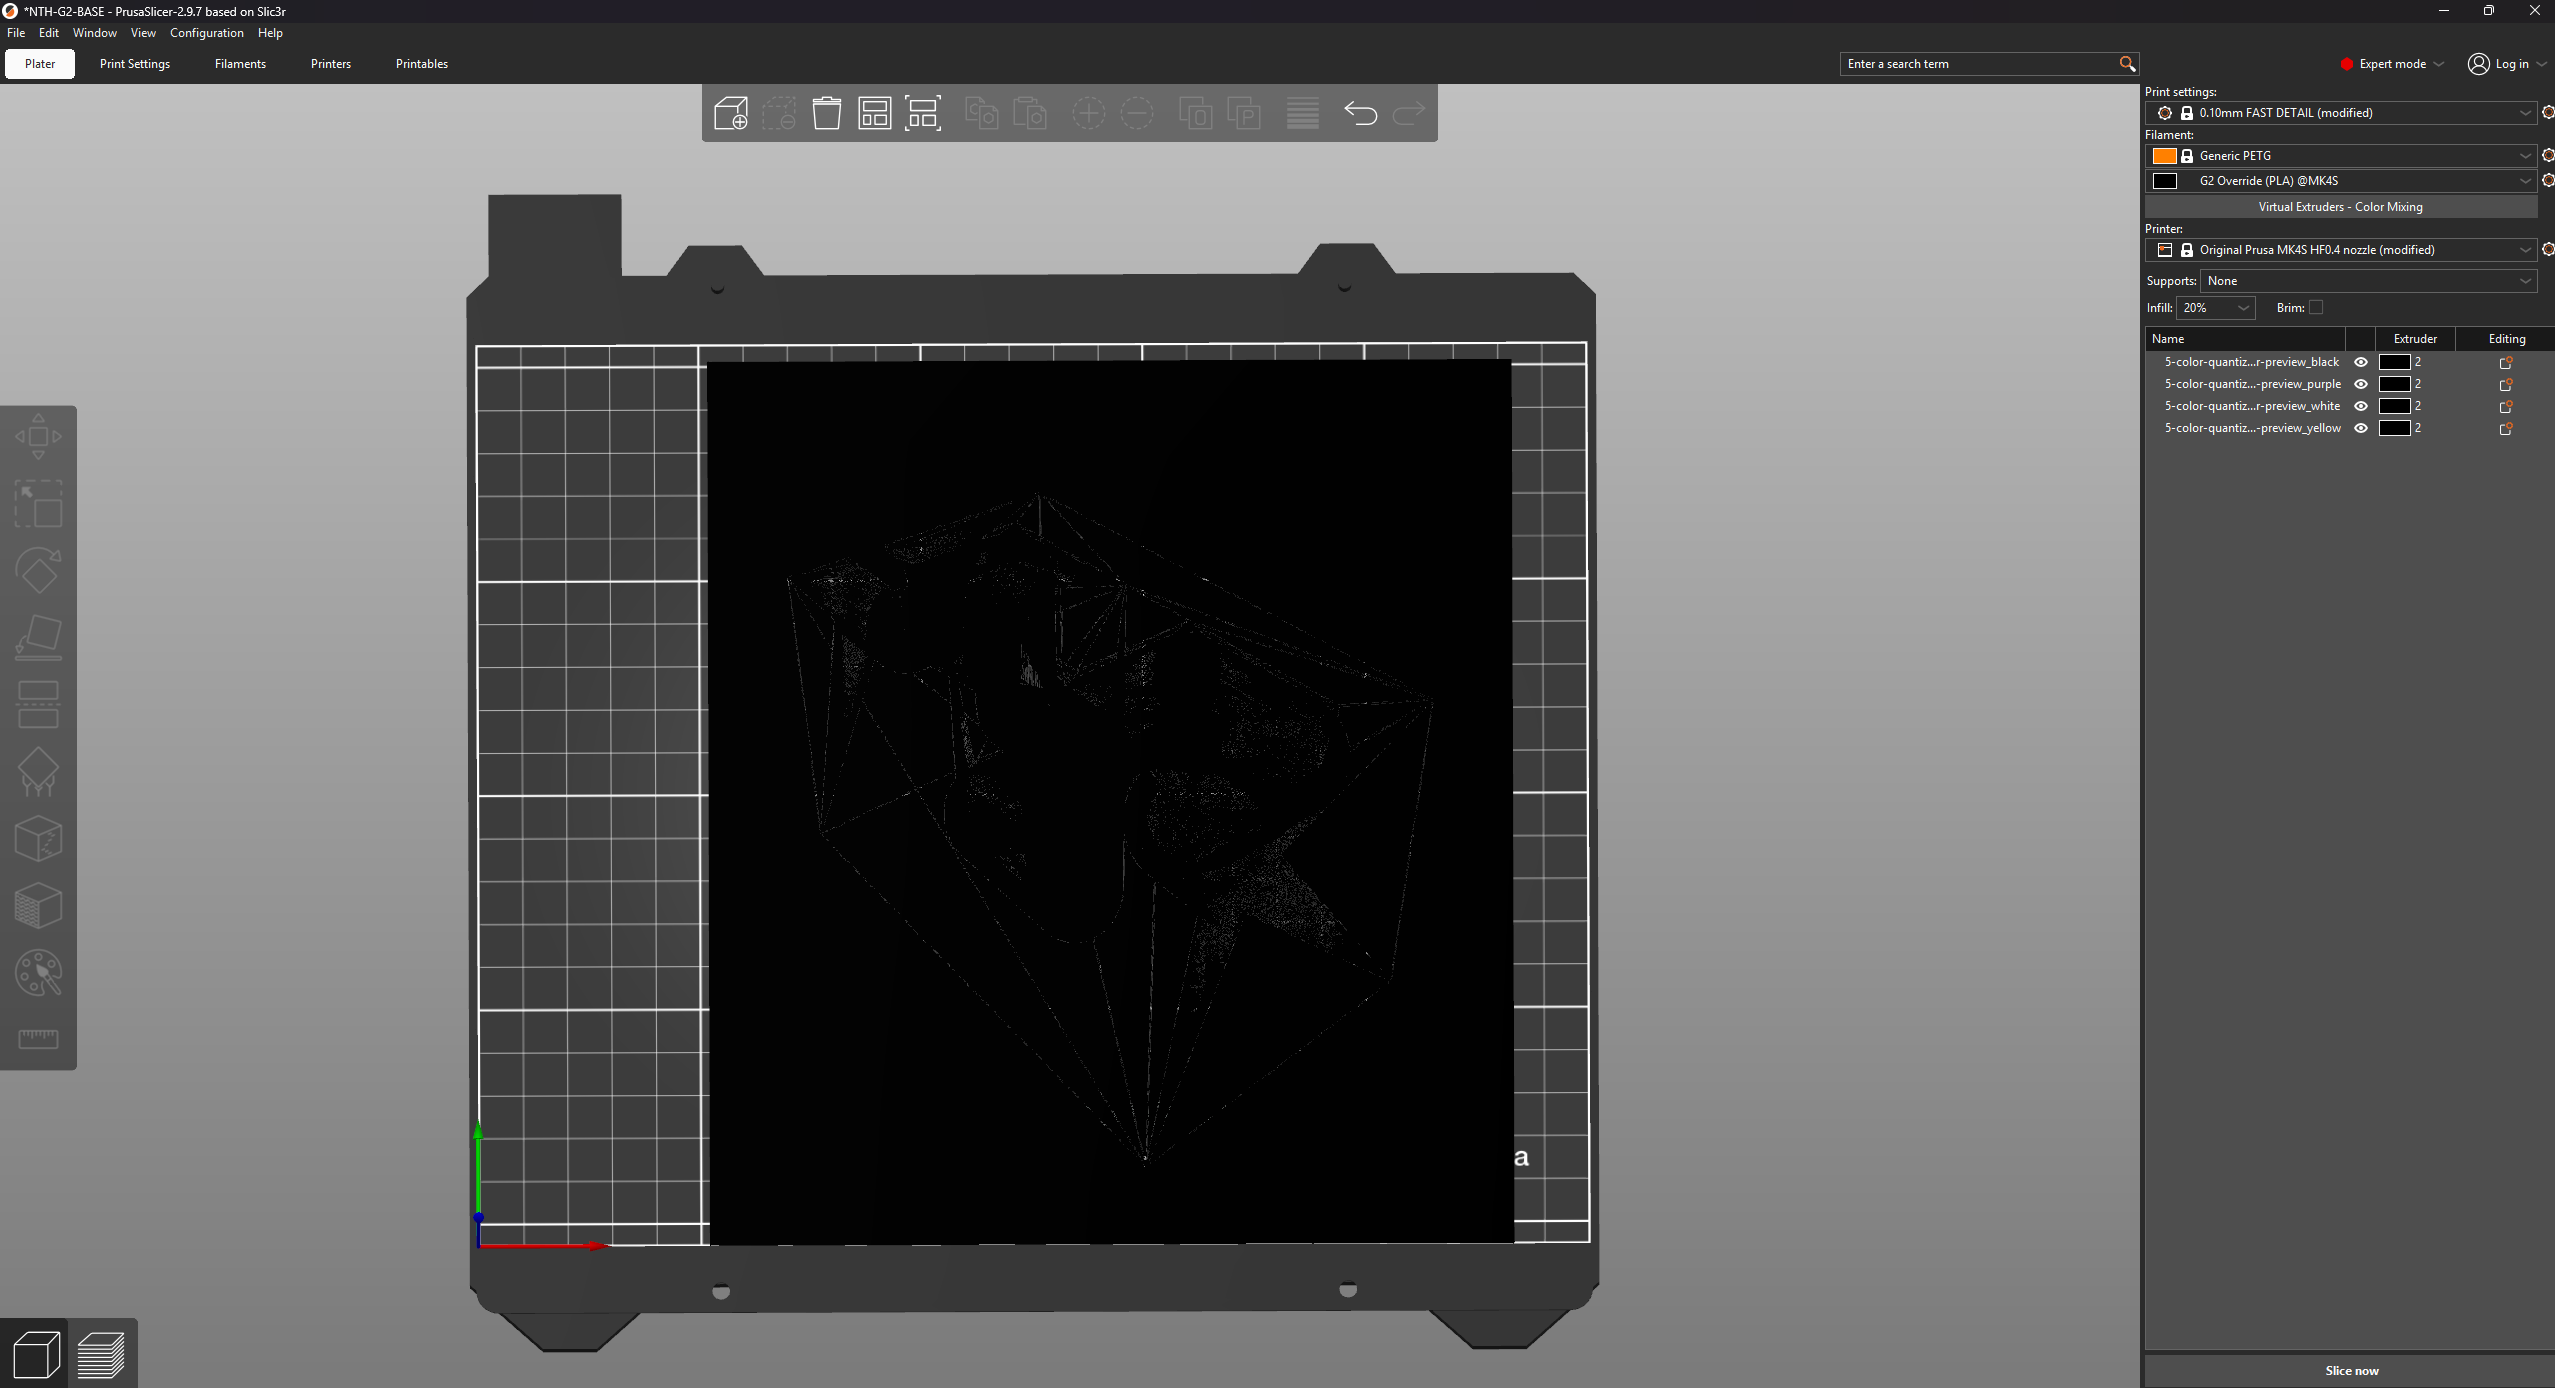 *NTH-G2-BASE - PrusaSlicer-2.9.7 based on Slic3r
File Edit Window View Configuration Help
Plater Print Settings Filaments Printers Printables
Enter a search term
Expert mode
Log in
Print settings:
0.10mm FAST DETAIL (modified)
Filament:
Generic PETG
G2 Override (PLA) @MK4S
Virtual Extruders - Color Mixing
Printer:
Original Prusa MK4S HF0.4 nozzle (modified)
Supports: None
Infill: 20% Brim:
Name Extruder Editing
5-color-quantiz...r-preview_black 2
5-color-quantiz...-preview_purple 2
5-color-quantiz...r-preview_white 2
5-color-quantiz...-preview_yellow 2
a
Slice now